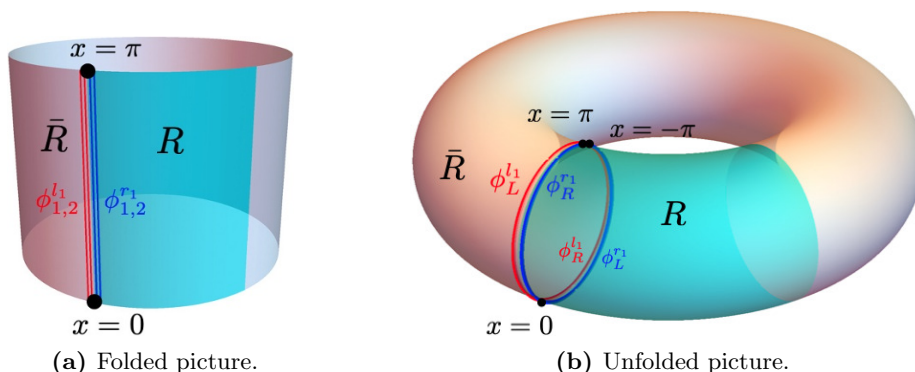 x = π
R̄
R
ϕ^{l_1}_{1,2}
ϕ^{r_1}_{1,2}
x = 0
(a) Folded picture.
x = π
x = −π
R̄
ϕ^{l_1}_L
ϕ^{r_1}_R
R
ϕ^{l_1}_R
ϕ^{r_1}_L
x = 0
(b) Unfolded picture.